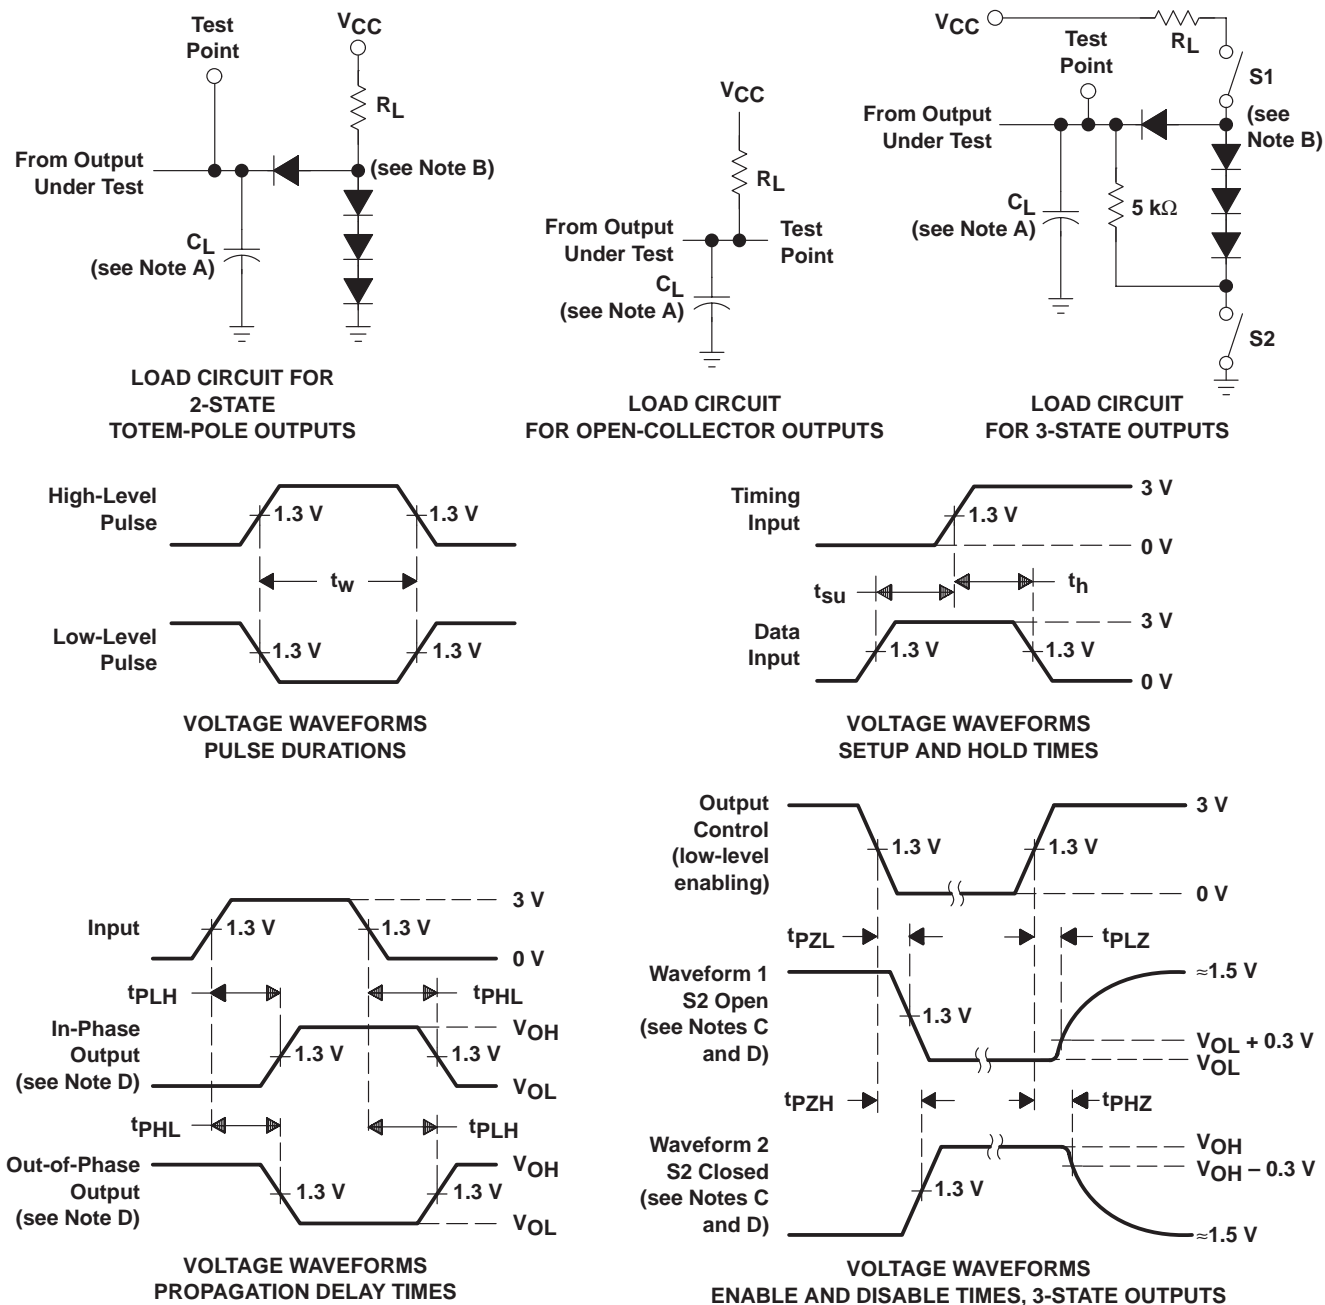 Test
Point
VCC
RL
From Output
Under Test
(see Note B)
CL
(see Note A)
LOAD CIRCUIT FOR
2-STATE
TOTEM-POLE OUTPUTS
VCC
RL
From Output
Under Test
Test
Point
CL
(see Note A)
LOAD CIRCUIT
FOR OPEN-COLLECTOR OUTPUTS
VCC
RL
Test
Point
S1
From Output
Under Test
(see
Note B)
CL
(see Note A)
5 kΩ
S2
LOAD CIRCUIT
FOR 3-STATE OUTPUTS
High-Level
Pulse
1.3 V
1.3 V
tw
Low-Level
Pulse
1.3 V
1.3 V
VOLTAGE WAVEFORMS
PULSE DURATIONS
Timing
Input
3 V
1.3 V
0 V
tsu
th
Data
Input
3 V
1.3 V
1.3 V
0 V
VOLTAGE WAVEFORMS
SETUP AND HOLD TIMES
Input
3 V
1.3 V
1.3 V
0 V
tPLH
tPHL
In-Phase
Output
(see Note D)
VOH
1.3 V
1.3 V
VOL
tPHL
tPLH
Out-of-Phase
Output
(see Note D)
VOH
1.3 V
1.3 V
VOL
VOLTAGE WAVEFORMS
PROPAGATION DELAY TIMES
Output
Control
(low-level
enabling)
3 V
1.3 V
1.3 V
0 V
tPZL
tPLZ
Waveform 1
S2 Open
(see Notes C
and D)
≈1.5 V
1.3 V
VOL + 0.3 V
VOL
tPZH
tPHZ
Waveform 2
S2 Closed
(see Notes C
and D)
VOH
VOH – 0.3 V
1.3 V
≈1.5 V
VOLTAGE WAVEFORMS
ENABLE AND DISABLE TIMES, 3-STATE OUTPUTS